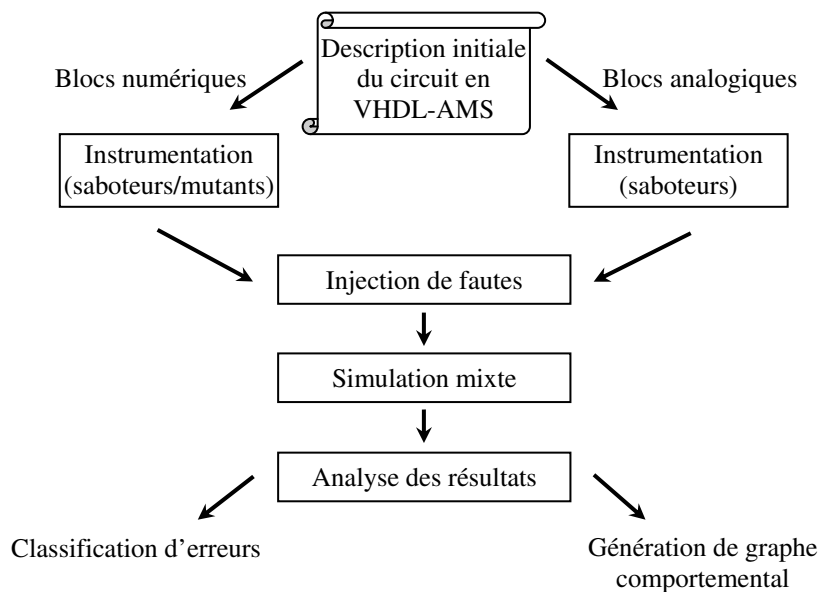 Description initiale
du circuit en
VHDL-AMS
Blocs numériques
Blocs analogiques
Instrumentation
(saboteurs/mutants)
Instrumentation
(saboteurs)
Injection de fautes
Simulation mixte
Analyse des résultats
Classification d’erreurs
Génération de graphe
comportemental